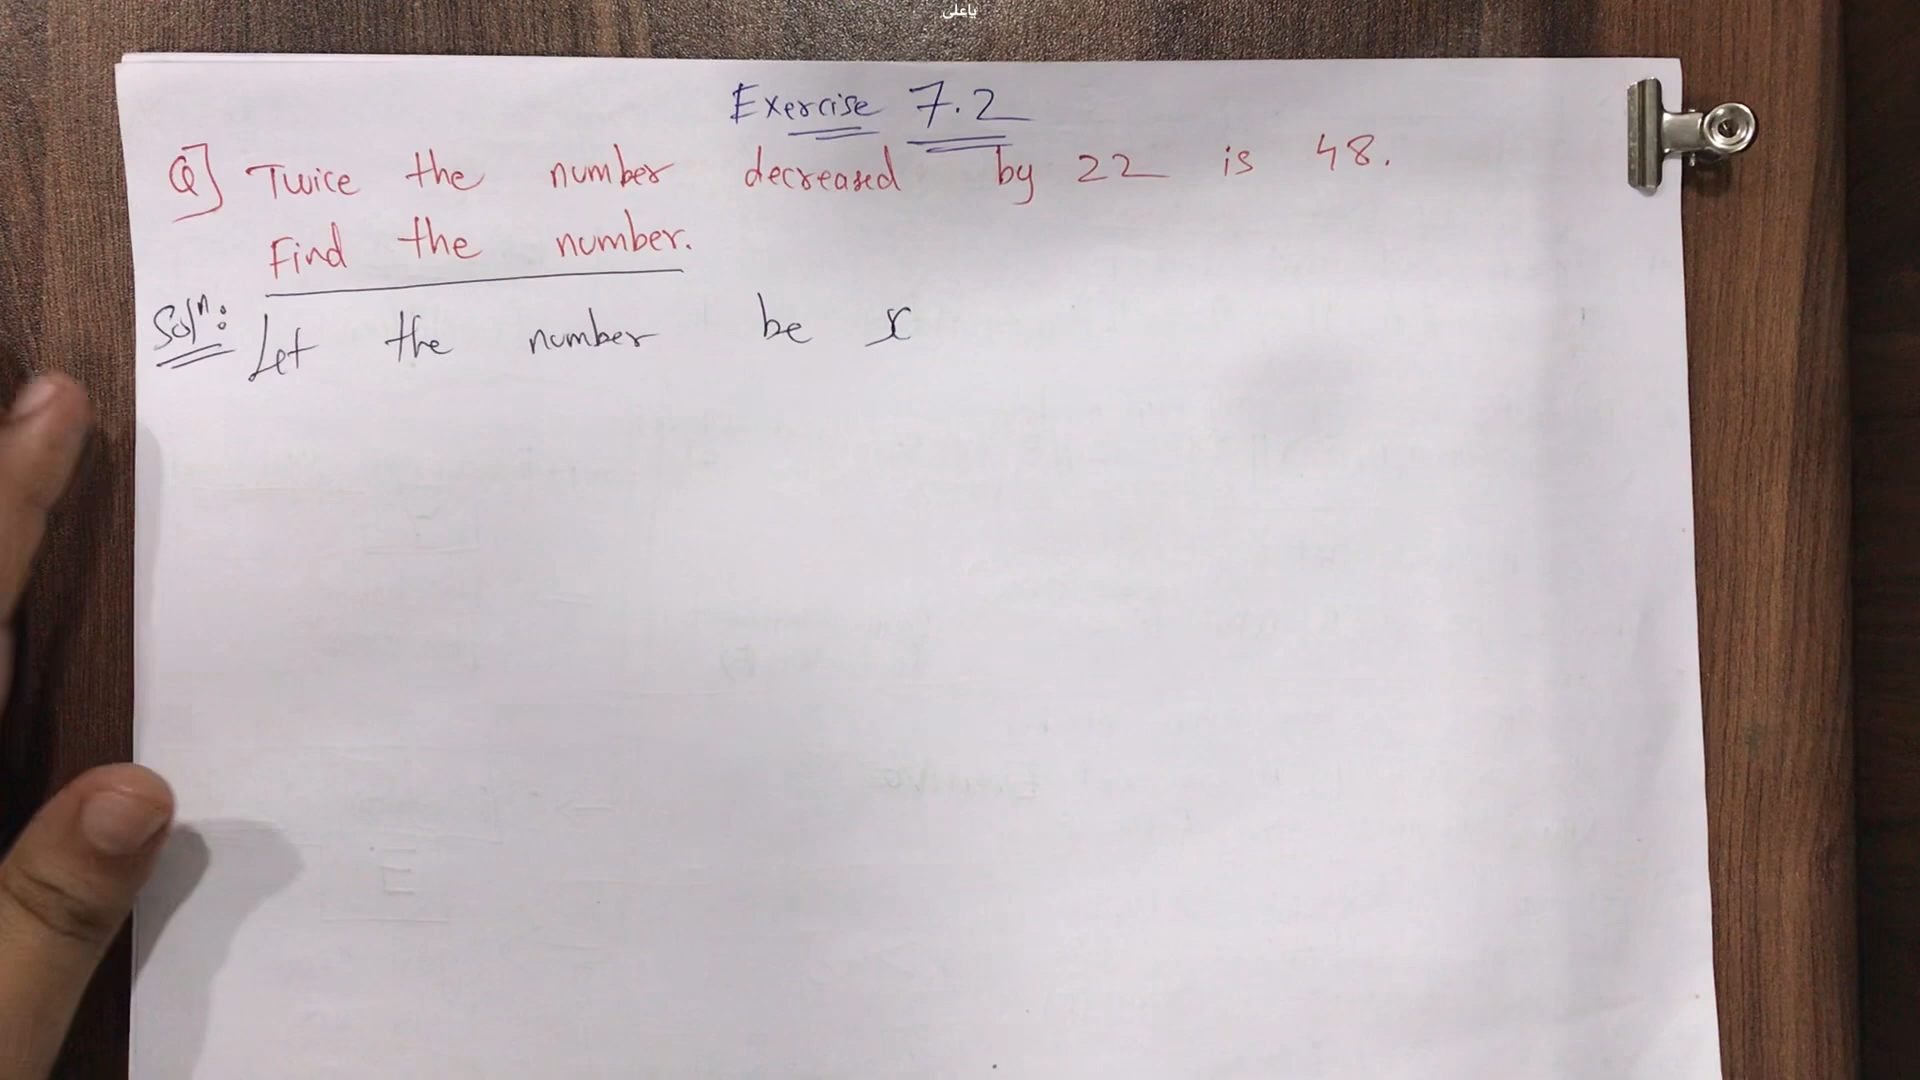 ياعلى
Exercise 7.2
Q] Twice the number decreased by 22 is 48.
Find the number.
Solⁿ: Let the number be x